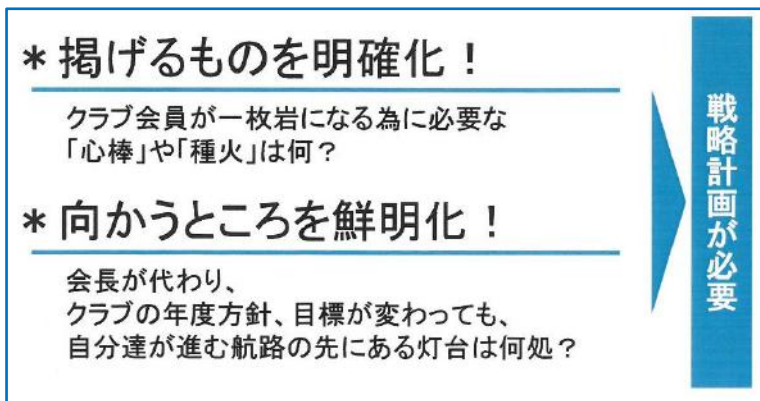 ＊掲げるものを明確化！
クラブ会員が一枚岩になる為に必要な
「心棒」や「種火」は何？
＊向かうところを鮮明化！
会長が代わり、
クラブの年度方針、目標が変わっても、
自分達が進む航路の先にある灯台は何処？
戦略計画が必要